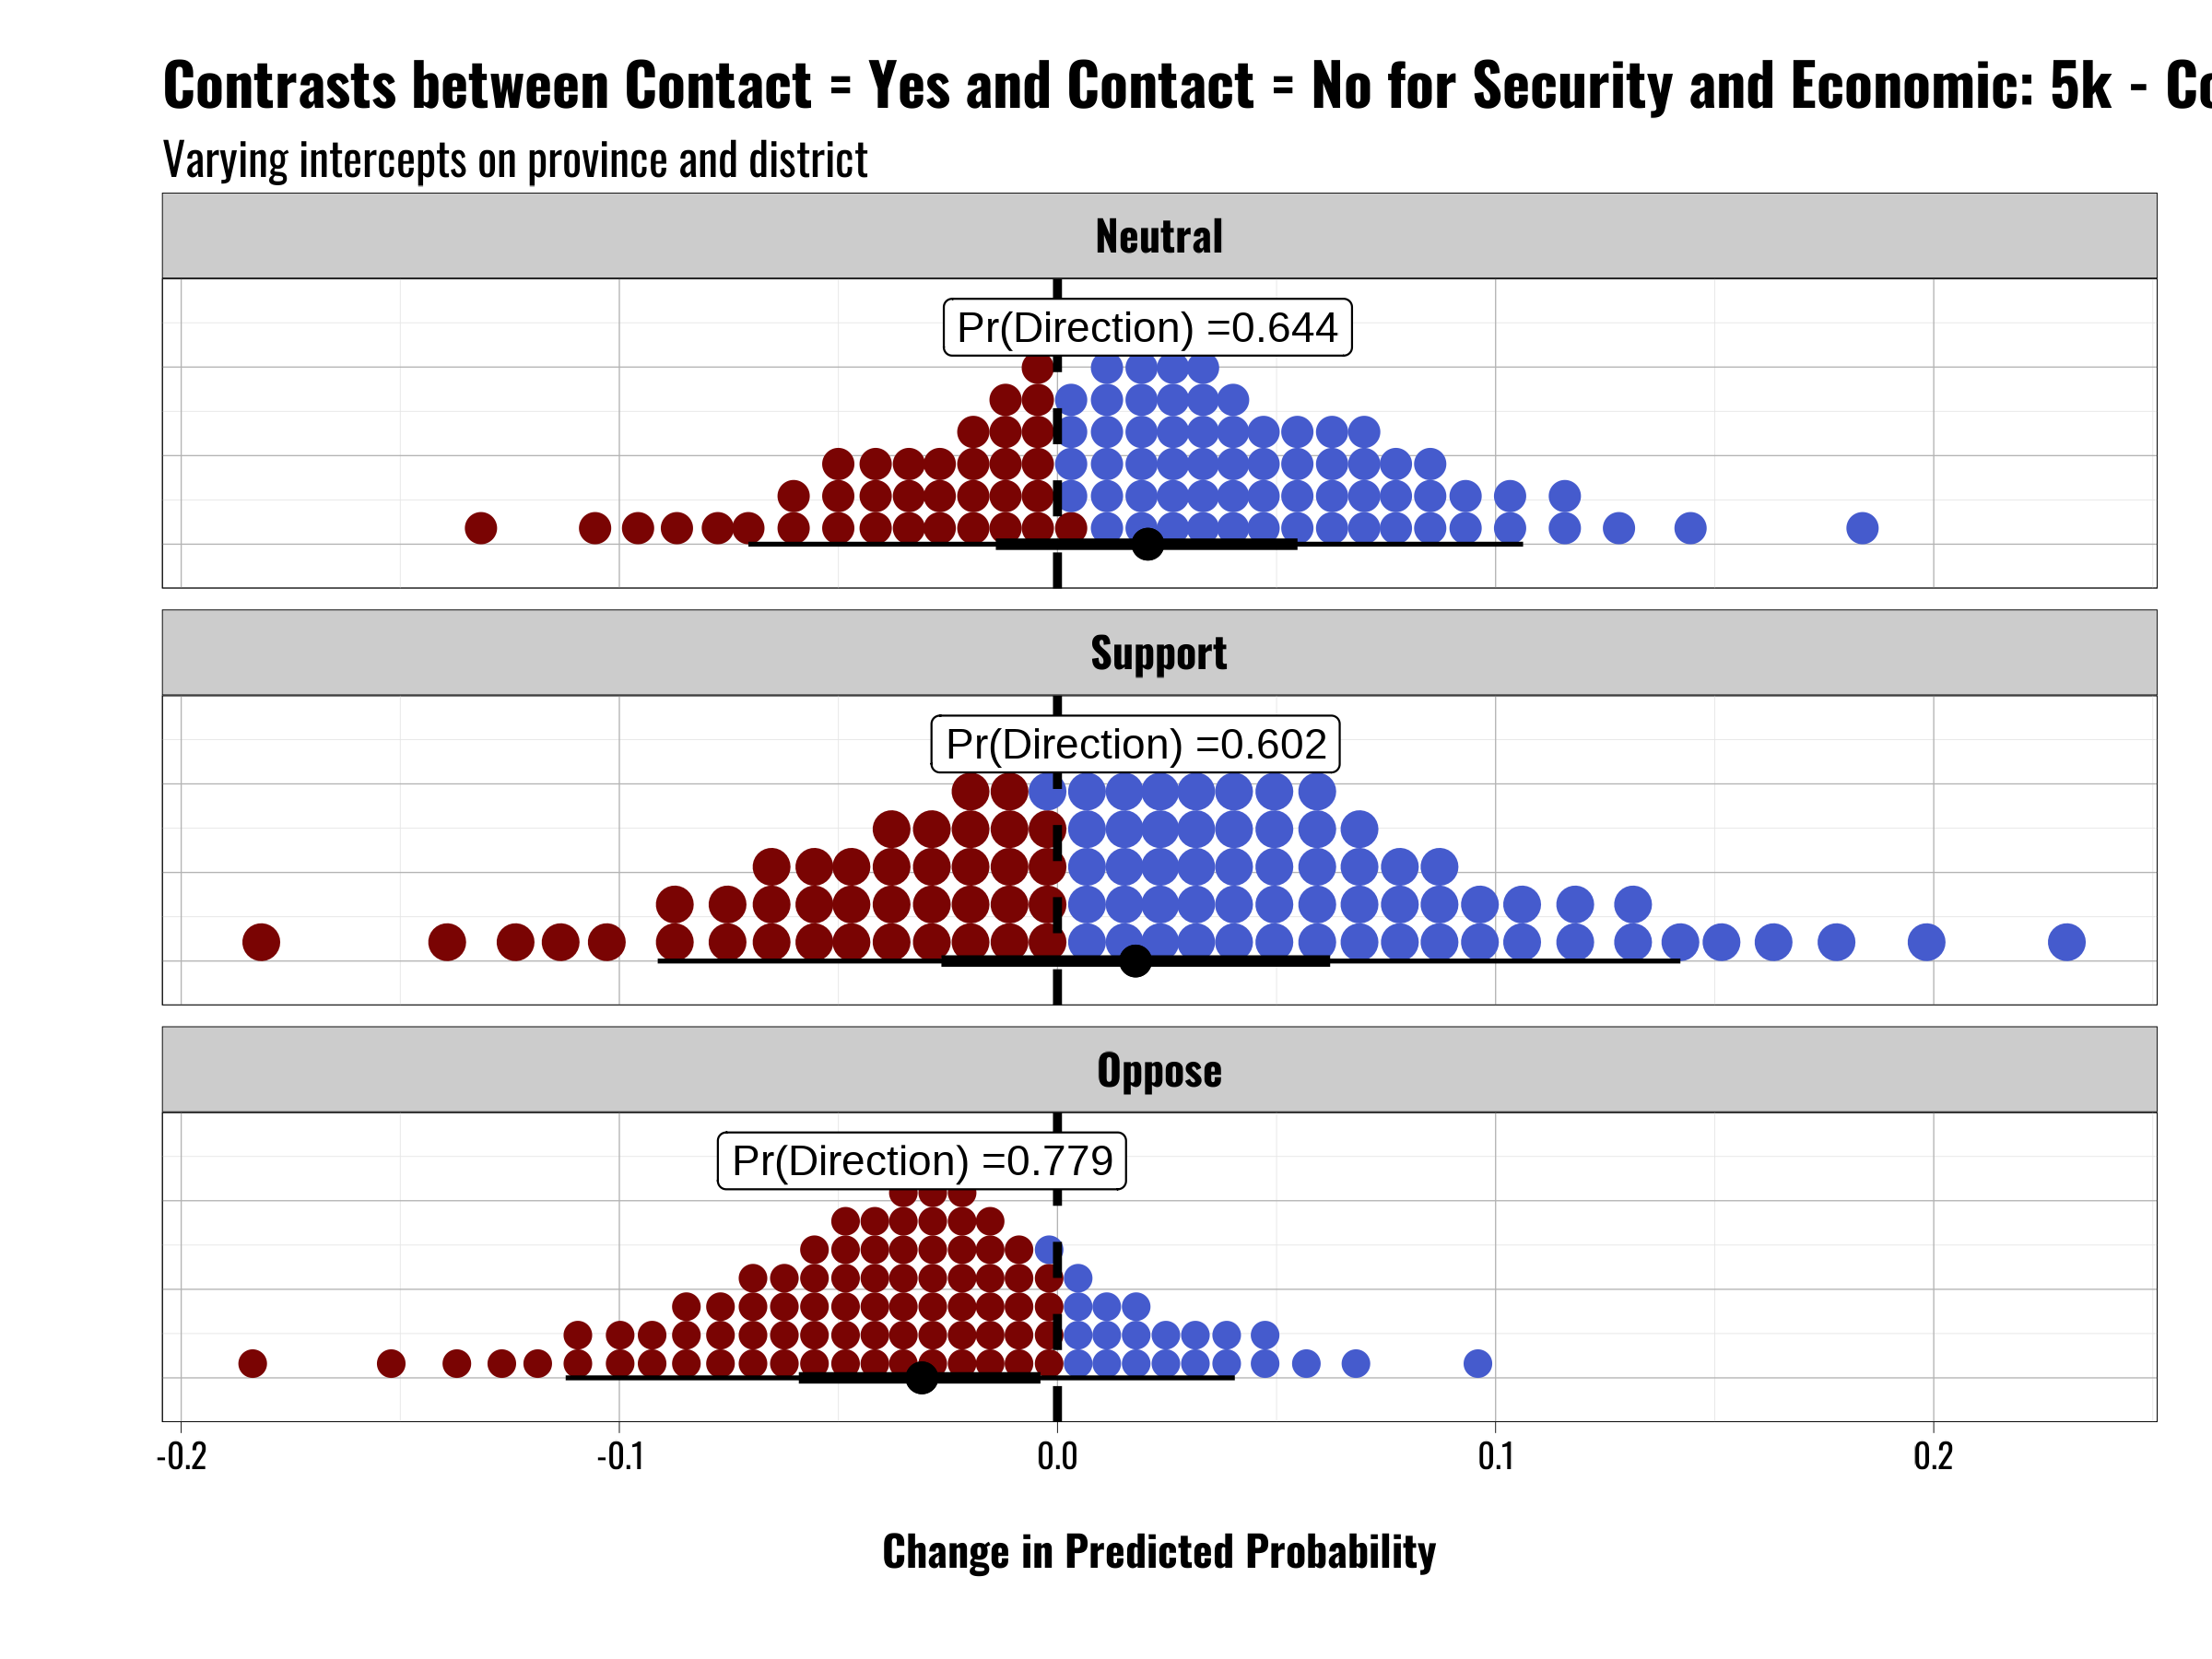 Contrasts between Contact = Yes and Contact = No for Security and Economic: 5k -
Varying intercepts on province and district
Neutral
Pr(Direction) =0.644
Support
Pr(Direction) =0.602
Oppose
Pr(Direction) =0.779
-0.2 -0.1 0.0 0.1 0.2
Change in Predicted Probability